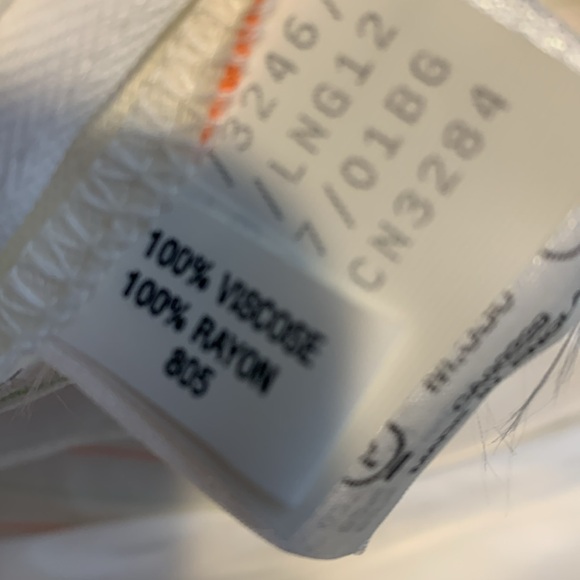 /3246/
/LNG12
7/01BG
CN3284
100% VISCOSE
100% RAYON
805